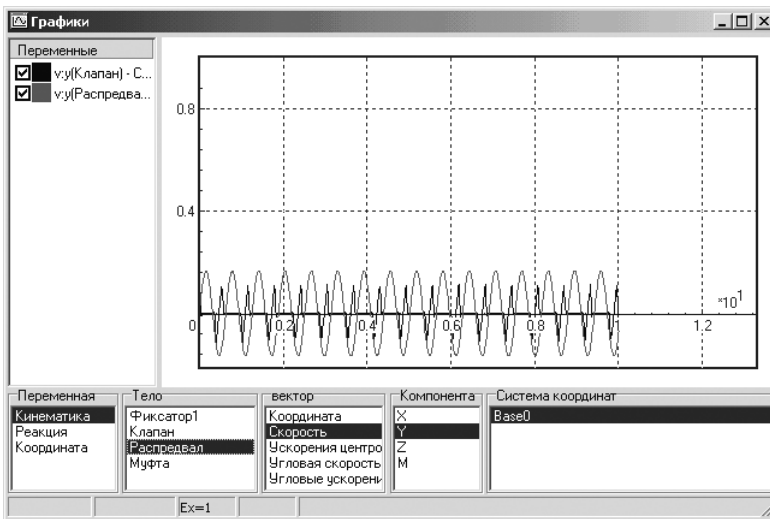 Графики
Переменные
v:y(Клапан) - С...
v:y(Распредва...
0.8
0.4
0
0.2
0.4
0.6
0.8
1
1.2
*10¹
Переменная
Кинематика
Реакция
Координата
Тело
Фиксатор1
Клапан
Распредвал
Муфта
вектор
Координата
Скорость
Ускорения центро
Угловая скорость
Угловые ускорени
Компонента
X
Y
Z
M
Система координат
Base0
Ex=1